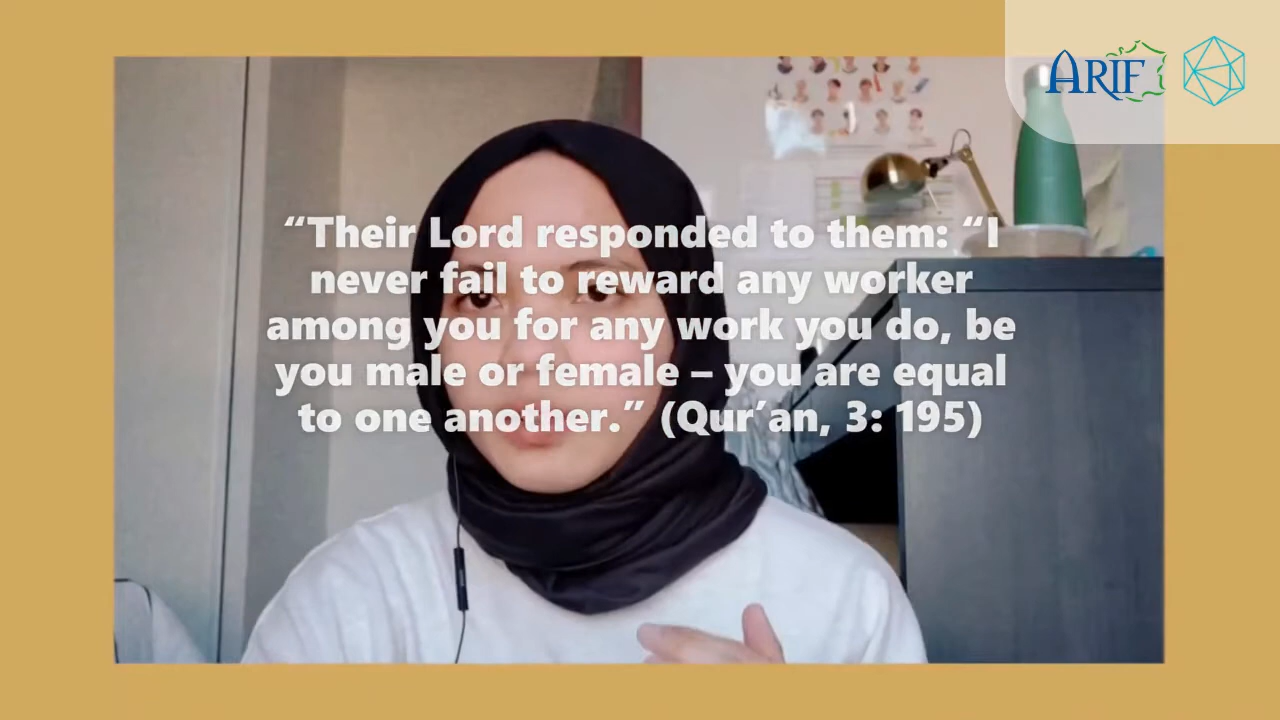 ARIF
“Their Lord responded to them: “I
never fail to reward any worker
among you for any work you do, be
you male or female – you are equal
to one another.” (Qur’an, 3: 195)